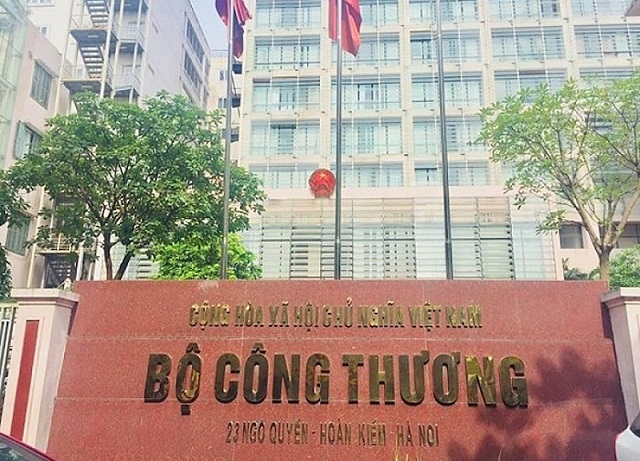 CỘNG HÒA XÃ HỘI CHỦ NGHĨA VIỆT NAM
BỘ CÔNG THƯƠNG
23 NGÔ QUYỀN - HOÀN KIẾM - HÀ NỘI